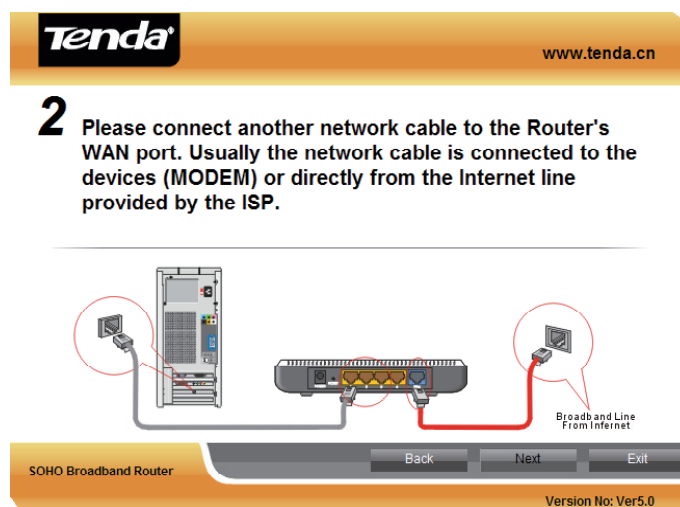 Tenda
www.tenda.cn
2
Please connect another network cable to the Router's
WAN port. Usually the network cable is connected to the
devices (MODEM) or directly from the Internet line
provided by the ISP.
Broadband Line
From Internet
SOHO Broadband Router
Back
Next
Exit
Version No: Ver5.0